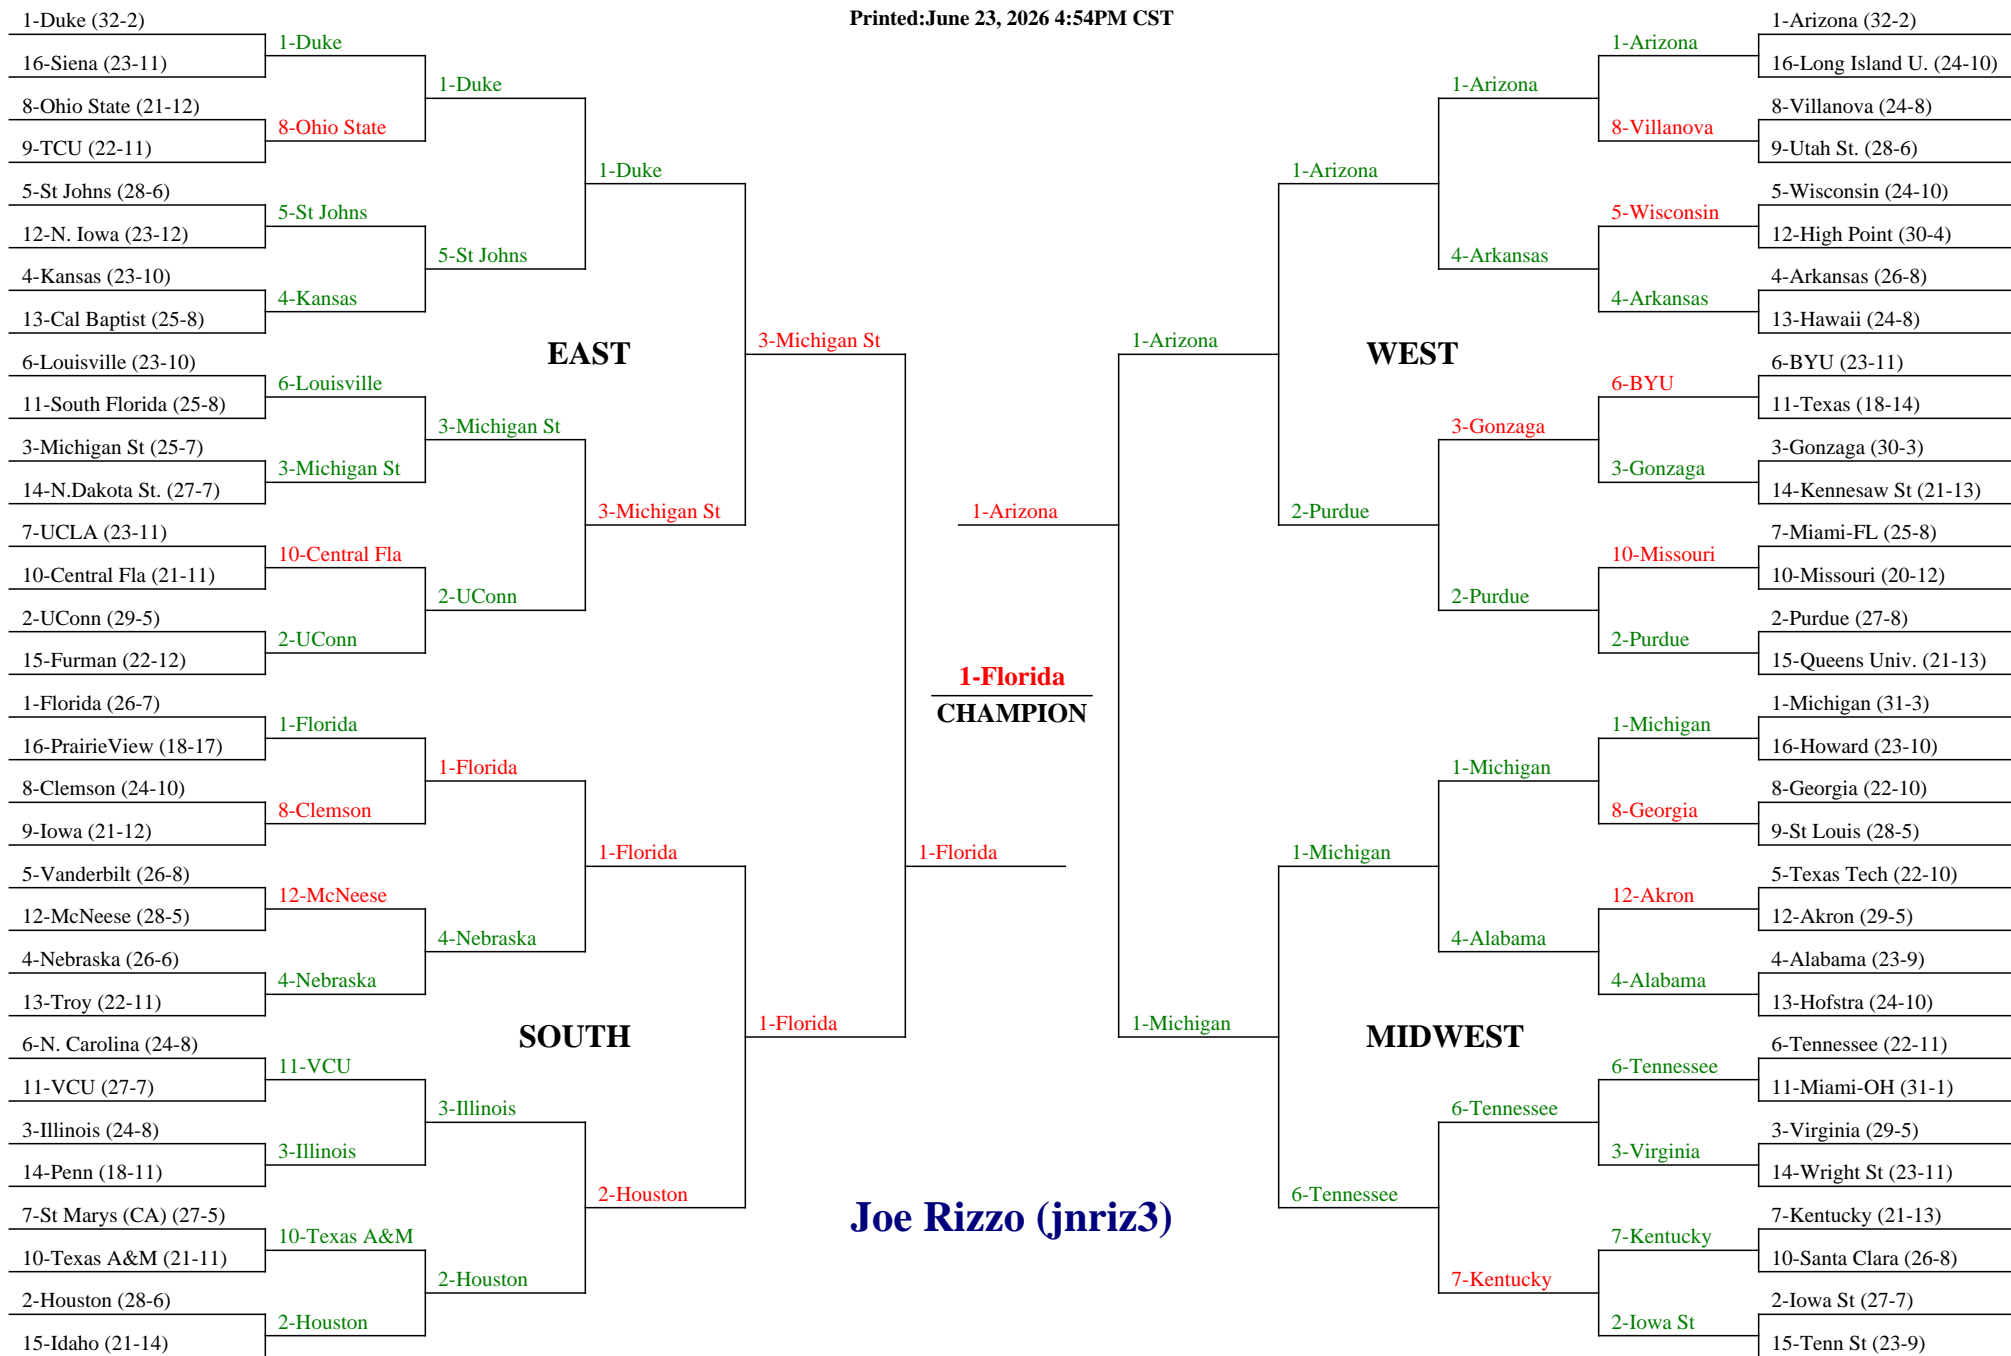 Printed:June 23, 2026 4:54PM CST
1-Duke (32-2)
16-Siena (23-11)
8-Ohio State (21-12)
9-TCU (22-11)
5-St Johns (28-6)
12-N. Iowa (23-12)
4-Kansas (23-10)
13-Cal Baptist (25-8)
6-Louisville (23-10)
11-South Florida (25-8)
3-Michigan St (25-7)
14-N.Dakota St. (27-7)
7-UCLA (23-11)
10-Central Fla (21-11)
2-UConn (29-5)
15-Furman (22-12)
1-Florida (26-7)
16-PrairieView (18-17)
8-Clemson (24-10)
9-Iowa (21-12)
5-Vanderbilt (26-8)
12-McNeese (28-5)
4-Nebraska (26-6)
13-Troy (22-11)
6-N. Carolina (24-8)
11-VCU (27-7)
3-Illinois (24-8)
14-Penn (18-11)
7-St Marys (CA) (27-5)
10-Texas A&M (21-11)
2-Houston (28-6)
15-Idaho (21-14)
1-Duke
8-Ohio State
5-St Johns
4-Kansas
6-Louisville
3-Michigan St
10-Central Fla
2-UConn
1-Florida
8-Clemson
12-McNeese
4-Nebraska
11-VCU
3-Illinois
10-Texas A&M
2-Houston
1-Duke
5-St Johns
3-Michigan St
2-UConn
1-Florida
4-Nebraska
3-Illinois
2-Houston
1-Duke
3-Michigan St
1-Florida
2-Houston
EAST
SOUTH
3-Michigan St
1-Florida
1-Florida
1-Arizona
1-Florida
CHAMPION
Joe Rizzo (jnriz3)
1-Arizona
1-Michigan
WEST
MIDWEST
1-Arizona
2-Purdue
1-Michigan
6-Tennessee
1-Arizona
4-Arkansas
3-Gonzaga
2-Purdue
1-Michigan
4-Alabama
6-Tennessee
7-Kentucky
1-Arizona
8-Villanova
5-Wisconsin
4-Arkansas
6-BYU
3-Gonzaga
10-Missouri
2-Purdue
1-Michigan
8-Georgia
12-Akron
4-Alabama
6-Tennessee
3-Virginia
7-Kentucky
2-Iowa St
1-Arizona (32-2)
16-Long Island U. (24-10)
8-Villanova (24-8)
9-Utah St. (28-6)
5-Wisconsin (24-10)
12-High Point (30-4)
4-Arkansas (26-8)
13-Hawaii (24-8)
6-BYU (23-11)
11-Texas (18-14)
3-Gonzaga (30-3)
14-Kennesaw St (21-13)
7-Miami-FL (25-8)
10-Missouri (20-12)
2-Purdue (27-8)
15-Queens Univ. (21-13)
1-Michigan (31-3)
16-Howard (23-10)
8-Georgia (22-10)
9-St Louis (28-5)
5-Texas Tech (22-10)
12-Akron (29-5)
4-Alabama (23-9)
13-Hofstra (24-10)
6-Tennessee (22-11)
11-Miami-OH (31-1)
3-Virginia (29-5)
14-Wright St (23-11)
7-Kentucky (21-13)
10-Santa Clara (26-8)
2-Iowa St (27-7)
15-Tenn St (23-9)